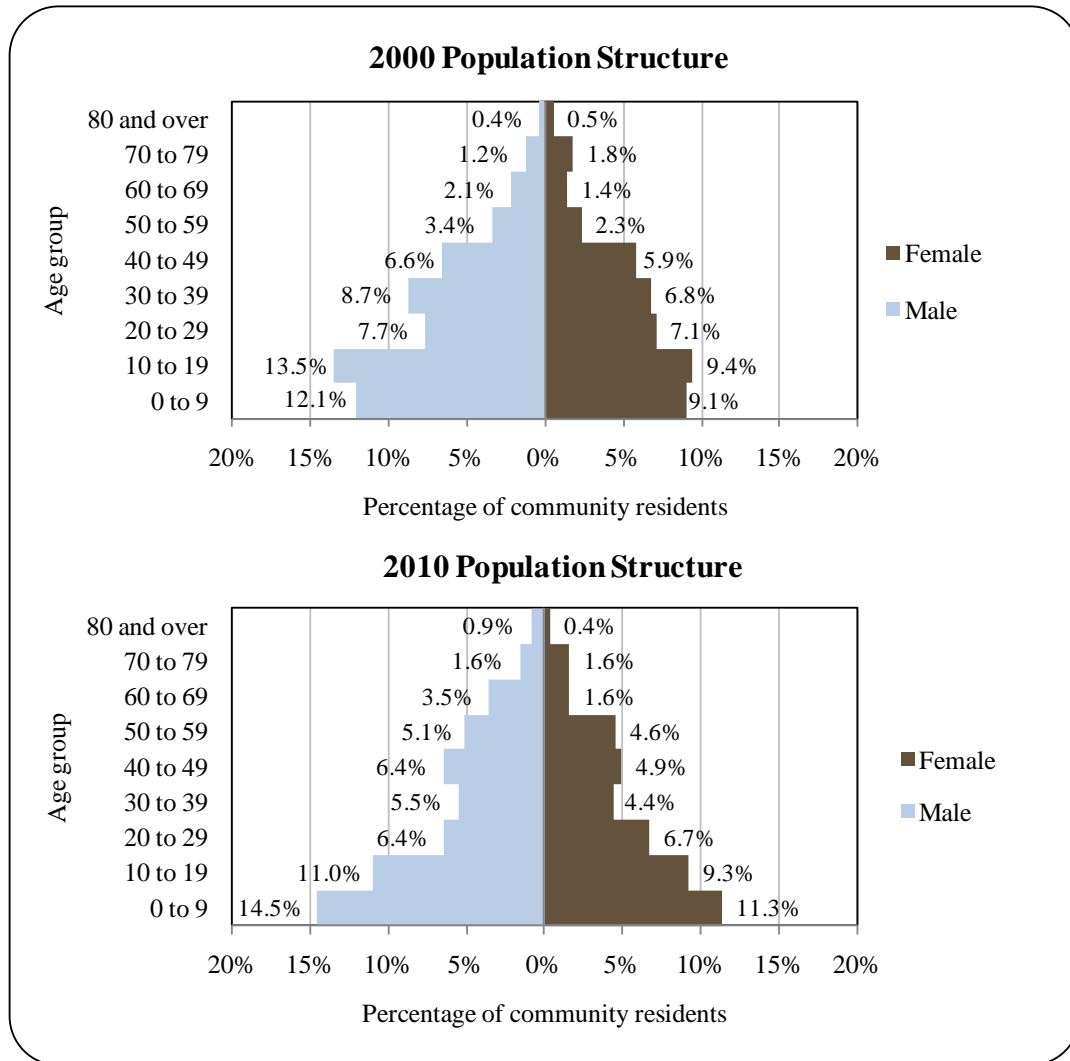 2000 Population Structure
Age group
80 and over 0.4% 0.5%
70 to 79 1.2% 1.8%
60 to 69 2.1% 1.4%
50 to 59 3.4% 2.3%
40 to 49 6.6% 5.9%
30 to 39 8.7% 6.8%
20 to 29 7.7% 7.1%
10 to 19 13.5% 9.4%
0 to 9 12.1% 9.1%
20% 15% 10% 5% 0% 5% 10% 15% 20%
Percentage of community residents
Female
Male
2010 Population Structure
Age group
80 and over 0.9% 0.4%
70 to 79 1.6% 1.6%
60 to 69 3.5% 1.6%
50 to 59 5.1% 4.6%
40 to 49 6.4% 4.9%
30 to 39 5.5% 4.4%
20 to 29 6.4% 6.7%
10 to 19 11.0% 9.3%
0 to 9 14.5% 11.3%
20% 15% 10% 5% 0% 5% 10% 15% 20%
Percentage of community residents
Female
Male